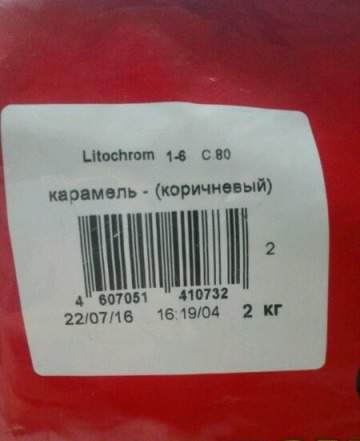 Litochrom 1-6 C.80
карамель - (коричневый)
2
4 607051 410732
22/07/16 16:19/04 2 кг